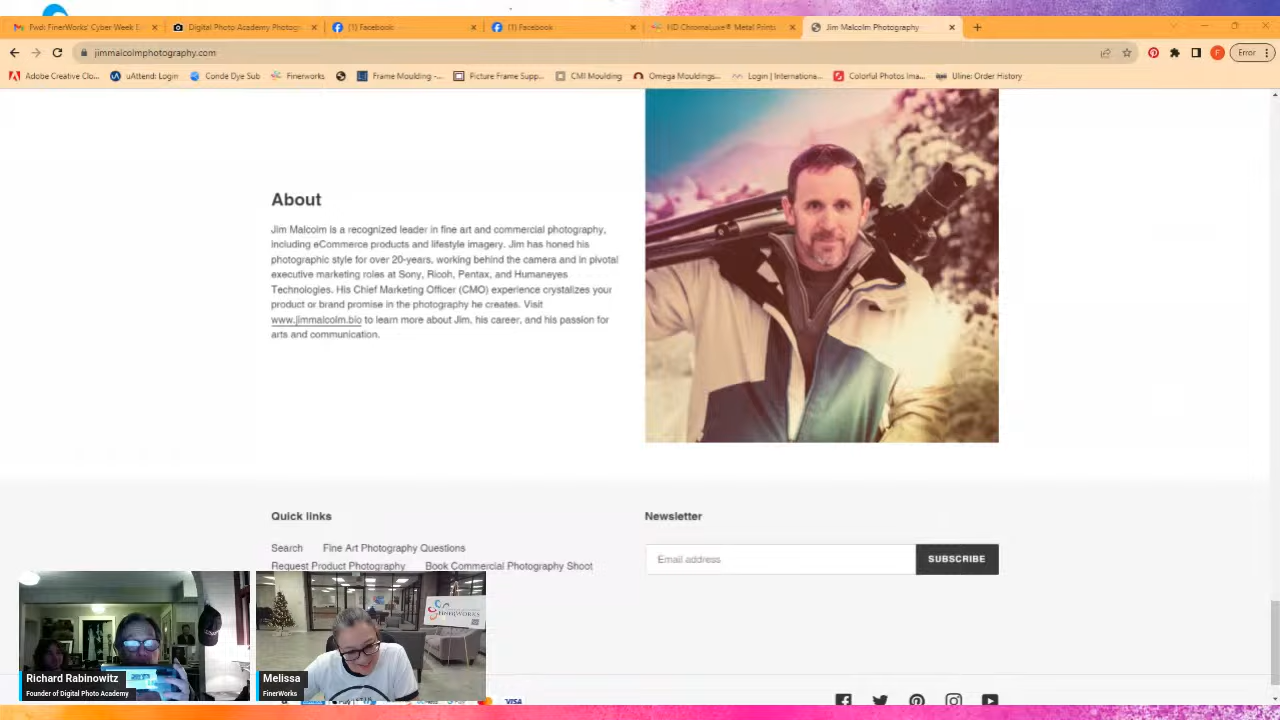 Fwd: FinerWorks' Cyber Week E
Digital Photo Academy Photog
(1) Facebook
(1) Facebook
HD ChromaLuxe® Metal Prints
Jim Malcolm Photography
jimmalcolmphotography.com
Error
Adobe Creative Clo...
uAttend: Login
Conde Dye Sub
Finerworks
Frame Moulding –...
Picture Frame Supp...
CMI Moulding
Omega Mouldings...
Login | Internationa...
Colorful Photos Ima...
Uline: Order History
About
Jim Malcolm is a recognized leader in fine art and commercial photography,
including eCommerce products and lifestyle imagery. Jim has honed his
photographic style for over 20-years, working behind the camera and in pivotal
executive marketing roles at Sony, Ricoh, Pentax, and Humaneyes
Technologies. His Chief Marketing Officer (CMO) experience crystalizes your
product or brand promise in the photography he creates. Visit
www.jimmalcolm.bio to learn more about Jim, his career, and his passion for
arts and communication.
Quick links
Search
Fine Art Photography Questions
Request Product Photography
Book Commercial Photography Shoot
Newsletter
Email address
SUBSCRIBE
FINERWORKS
Richard Rabinowitz
Founder of Digital Photo Academy
Melissa
FinerWorks
VISA